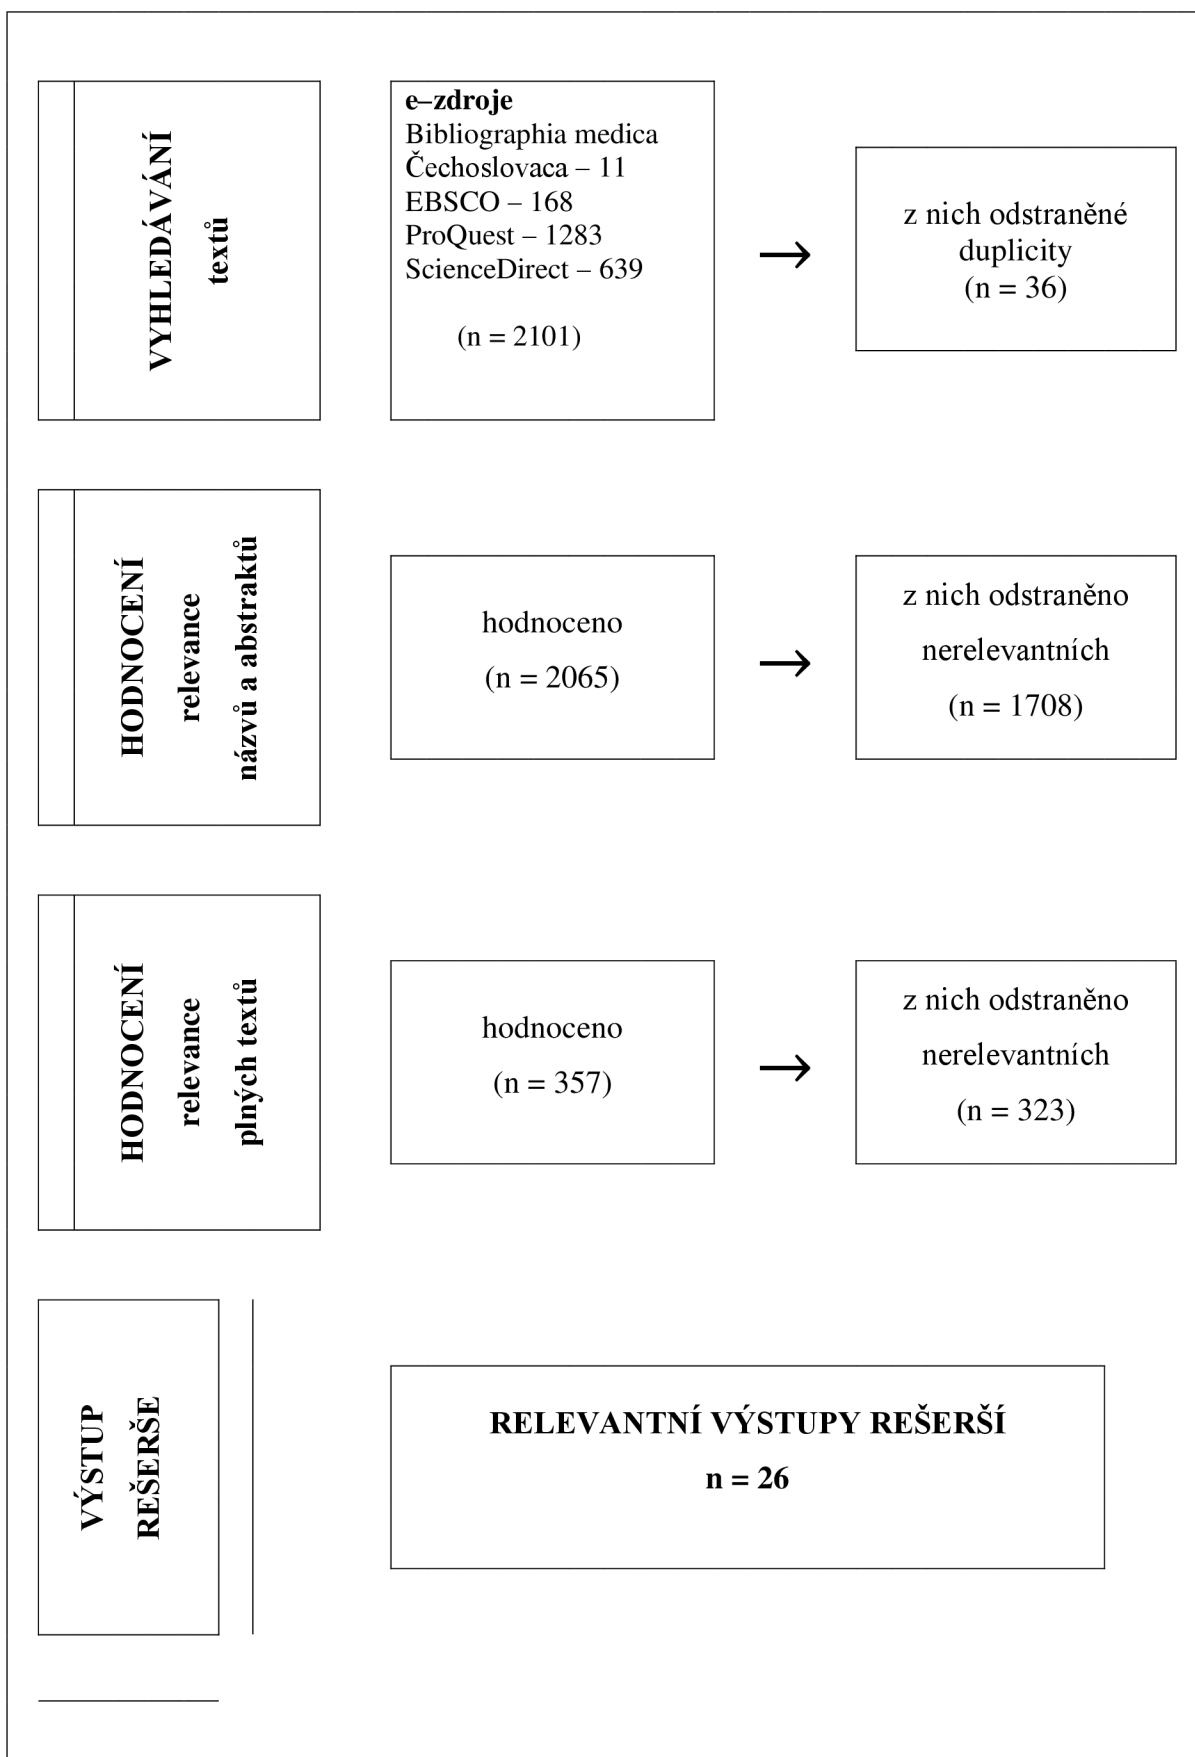 VYHLEDÁVÁNÍ
textů
e–zdroje
Bibliographia medica
Čechoslovaca – 11
EBSCO – 168
ProQuest – 1283
ScienceDirect – 639
(n = 2101)
→
z nich odstraněné
duplicity
(n = 36)
HODNOCENÍ
relevance
názvů a abstraktů
hodnoceno
(n = 2065)
→
z nich odstraněno
nerelevantních
(n = 1708)
HODNOCENÍ
relevance
plných textů
hodnoceno
(n = 357)
→
z nich odstraněno
nerelevantních
(n = 323)
VÝSTUP
REŠERŠE
RELEVANTNÍ VÝSTUPY REŠERŠÍ
n = 26